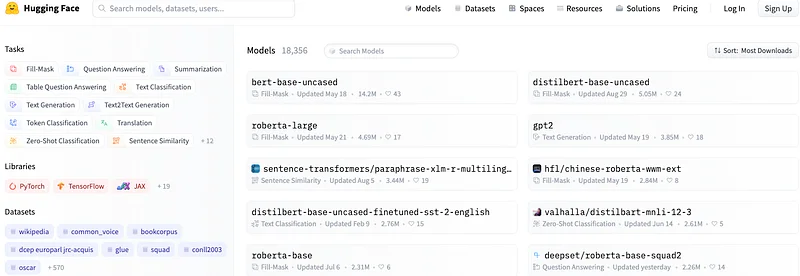 Hugging Face Search models, datasets, users... Models Datasets Spaces Resources Solutions Pricing Log In Sign Up
Tasks
Fill-Mask Question Answering Summarization
Table Question Answering Text Classification
Text Generation Text2Text Generation
Token Classification Translation
Zero-Shot Classification Sentence Similarity + 12
Libraries
PyTorch TensorFlow JAX + 19
Datasets
wikipedia common_voice bookcorpus
dcep europarl jrc-acquis glue squad conll2003
oscar + 570
Models 18,356 Search Models Sort: Most Downloads
bert-base-uncased
Fill-Mask • Updated May 18 • 14.2M • 43
distilbert-base-uncased
Fill-Mask • Updated Aug 29 • 5.05M • 24
roberta-large
Fill-Mask • Updated May 21 • 4.69M • 17
gpt2
Text Generation • Updated May 19 • 3.85M • 18
sentence-transformers/paraphrase-xlm-r-multiling…
Sentence Similarity • Updated Aug 5 • 3.44M • 19
hfl/chinese-roberta-wwm-ext
Fill-Mask • Updated May 19 • 2.84M • 8
distilbert-base-uncased-finetuned-sst-2-english
Text Classification • Updated Feb 9 • 2.76M • 15
valhalla/distilbart-mnli-12-3
Zero-Shot Classification • Updated Jun 14 • 2.61M • 5
roberta-base
Fill-Mask • Updated Jul 6 • 2.31M • 6
deepset/roberta-base-squad2
Question Answering • Updated yesterday • 2.26M • 14